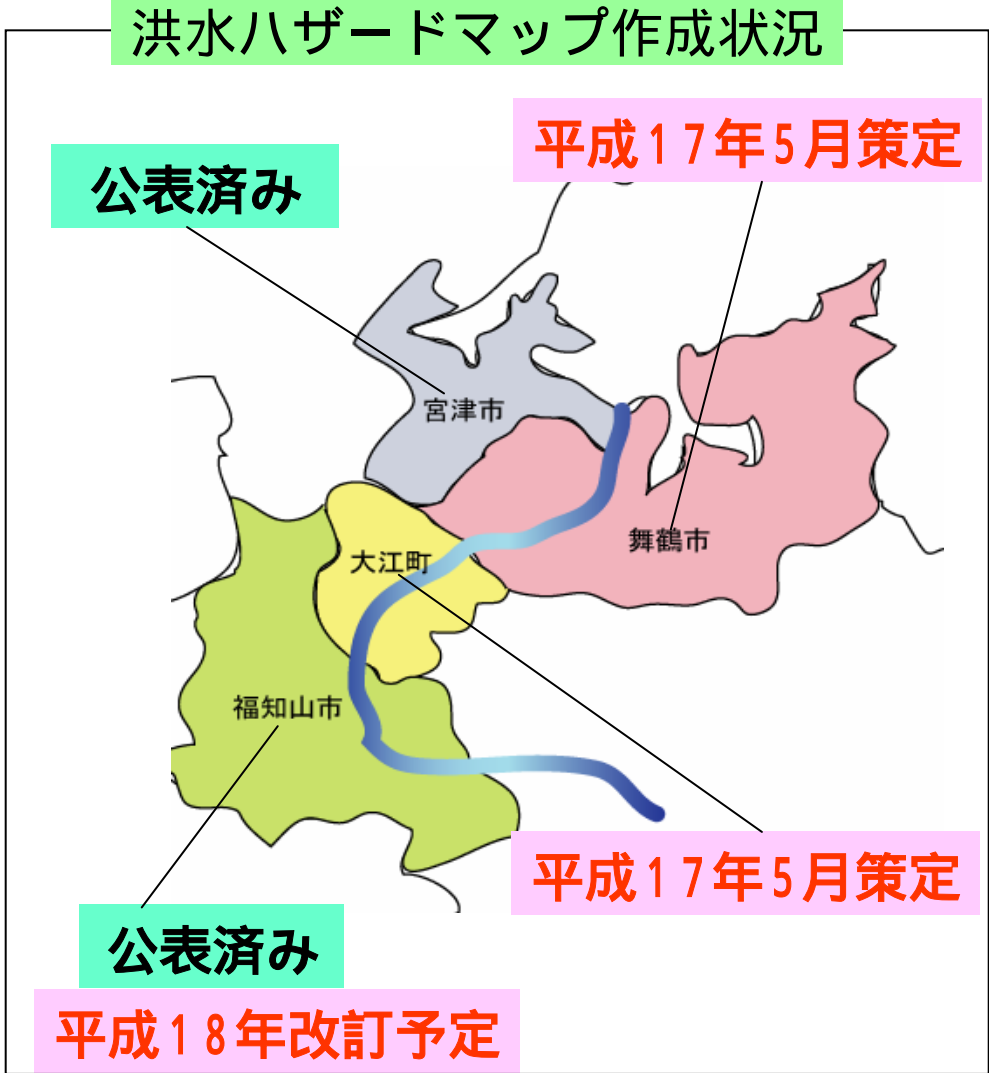 洪水ハザードマップ作成状況
平成17年5月策定
公表済み
宮津市
舞鶴市
大江町
福知山市
平成17年5月策定
公表済み
平成18年改訂予定